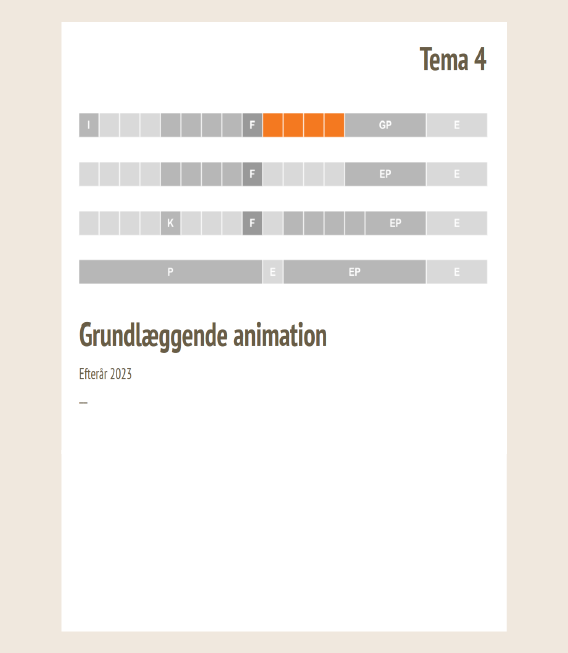 Tema 4
I F GP E
F EP E
K F EP E
P E EP E
Grundlæggende animation
Efterår 2023
—